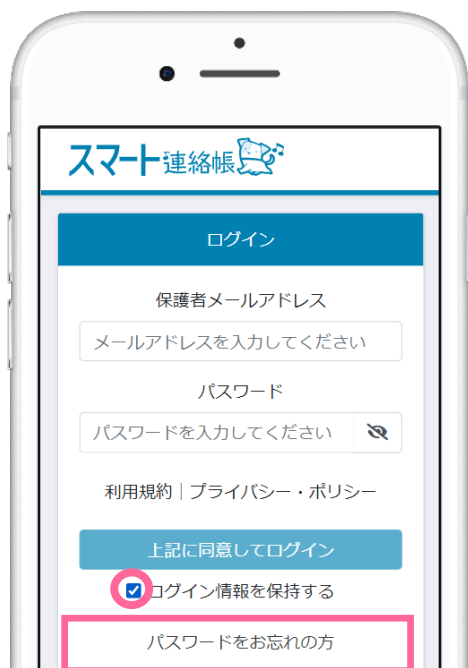 スマート連絡帳
ログイン
保護者メールアドレス
メールアドレスを入力してください
パスワード
パスワードを入力してください
利用規約｜プライバシー・ポリシー
上記に同意してログイン
ログイン情報を保持する
パスワードをお忘れの方